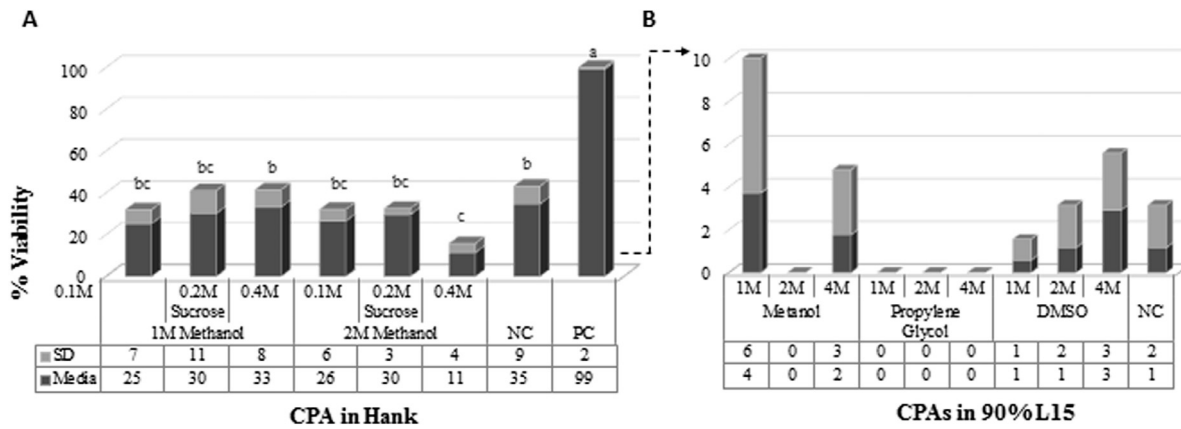 A
B
% Viability
100
80
60
40
20
0
bc
bc
b
bc
bc
c
b
a
0.1M 0.2M 0.4M 0.1M 0.2M 0.4M
Sucrose Sucrose
1M Methanol 2M Methanol NC PC
SD 7 11 8 6 3 4 9 2
Media 25 30 33 26 30 11 35 99
CPA in Hank
10
8
6
4
2
0
1M 2M 4M 1M 2M 4M 1M 2M 4M
Metanol Propylene Glycol DMSO NC
6 0 3 0 0 0 1 2 3 2
4 0 2 0 0 0 1 1 3 1
CPAs in 90% L15